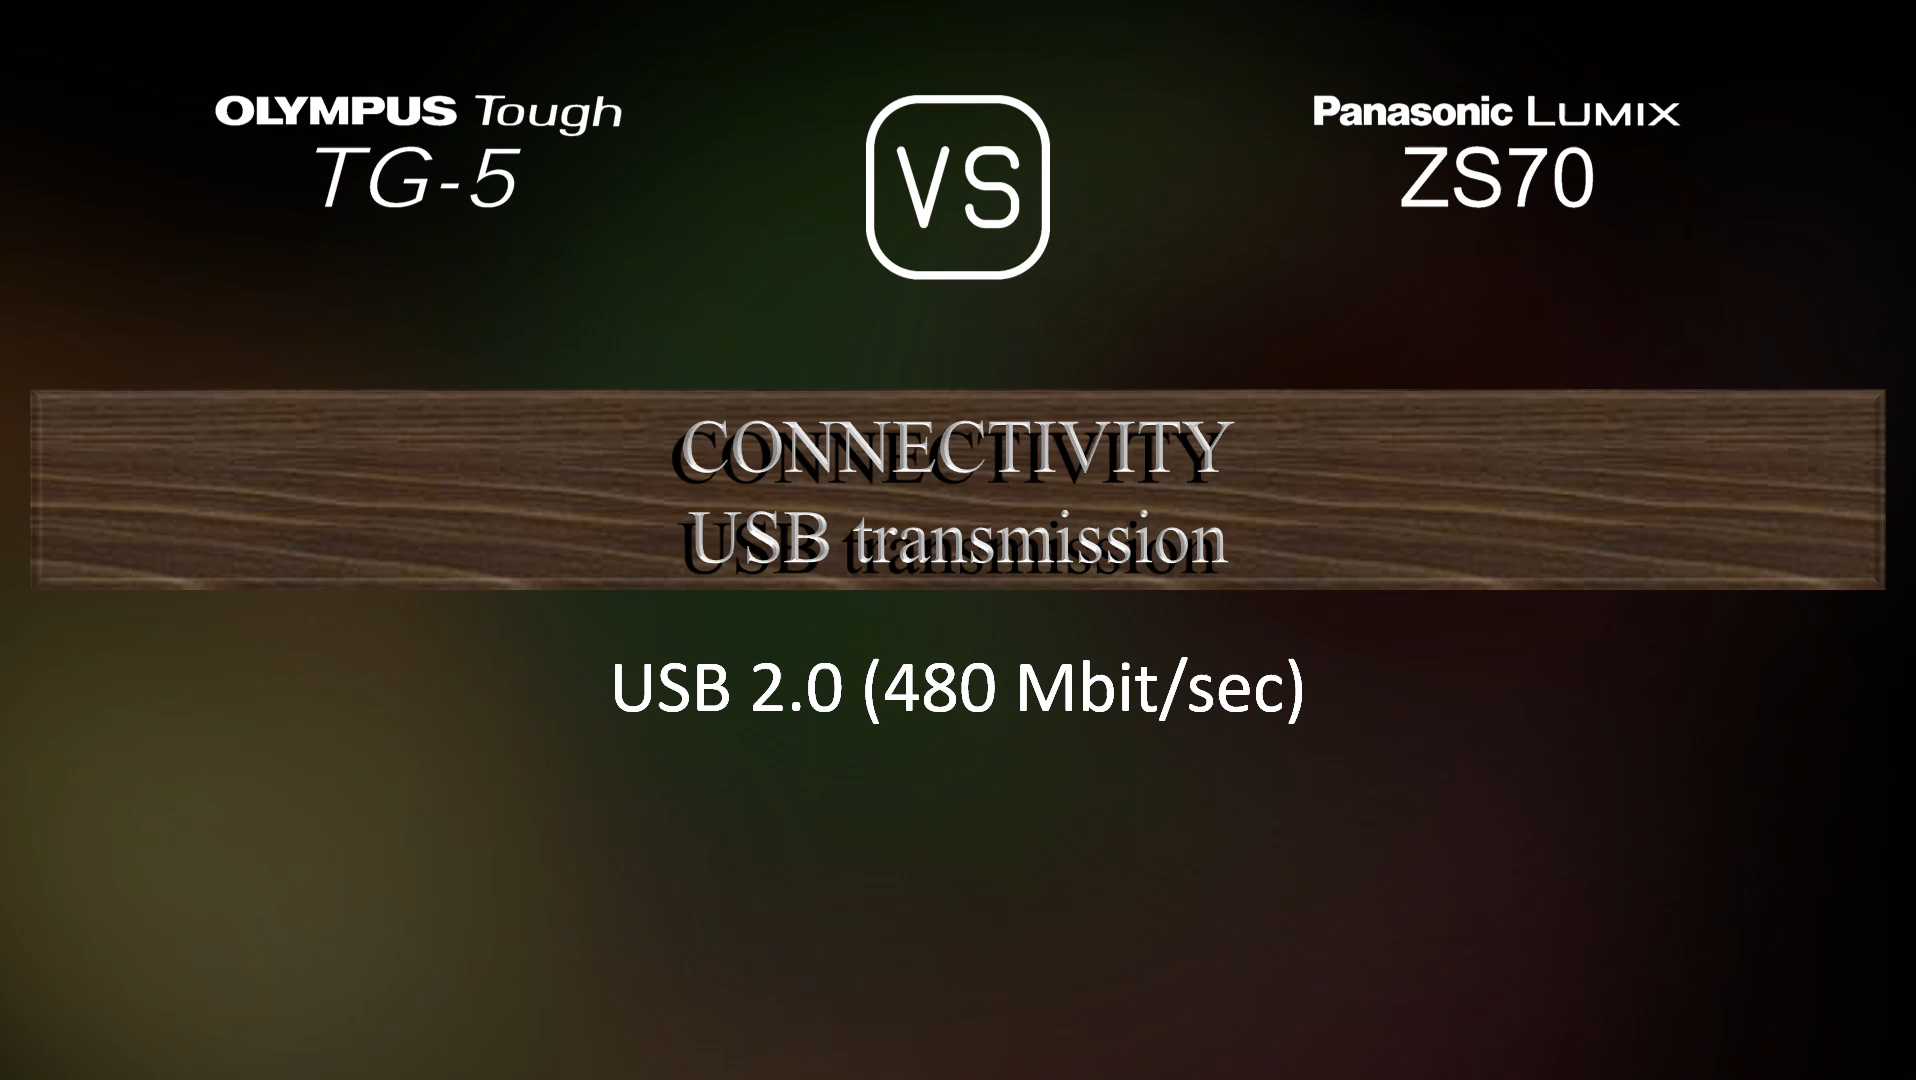 OLYMPUS Tough
TG-5
VS
Panasonic LUMIX
ZS70
CONNECTIVITY
USB transmission
USB 2.0 (480 Mbit/sec)